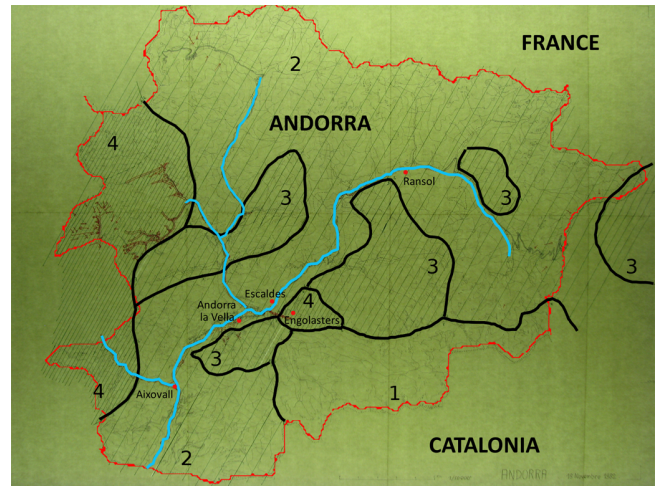 FRANCE
2
ANDORRA
4
Ransol
3
3
3
3
Escaldes
4
Andorra
la Vella
Engolasters
3
4
Aixovall
1
2
CATALONIA
ANDORRA